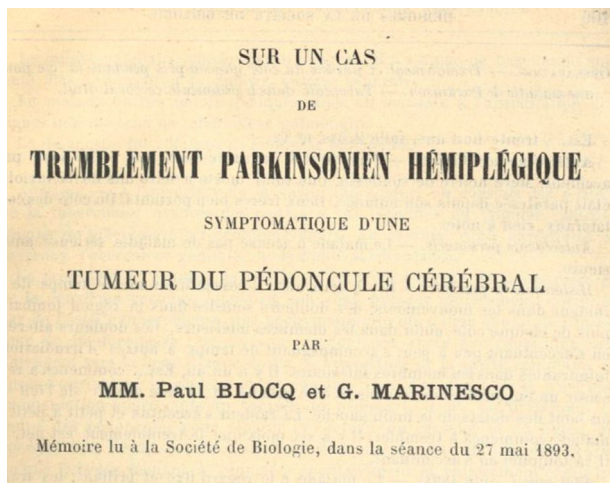 SUR UN CAS
DE
TREMBLEMENT PARKINSONIEN HÉMIPLÉGIQUE
SYMPTOMATIQUE D'UNE
TUMEUR DU PÉDONCULE CÉRÉBRAL
PAR
MM. Paul BLOCQ et G. MARINESCO
Mémoire lu à la Société de Biologie, dans la séance du 27 mai 1893.